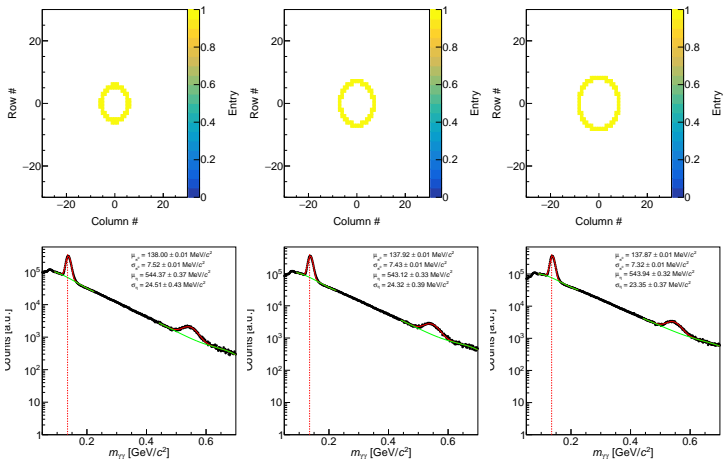 20
0
−20
Row #
−20
0
20
Column #
1
0.8
0.6
0.4
0.2
0
Entry
20
0
−20
Row #
−20
0
20
Column #
1
0.8
0.6
0.4
0.2
0
Entry
20
0
−20
Row #
−20
0
20
Column #
1
0.8
0.6
0.4
0.2
0
Entry
μπ⁰ = 138.00 ± 0.01 MeV/c²
σπ⁰ = 7.52 ± 0.01 MeV/c²
μη = 544.37 ± 0.37 MeV/c²
ση = 24.51 ± 0.43 MeV/c²
10⁵
10⁴
10³
10²
10
1
Counts [a.u.]
0.2
0.4
0.6
mγγ [GeV/c²]
μπ⁰ = 137.92 ± 0.01 MeV/c²
σπ⁰ = 7.43 ± 0.01 MeV/c²
μη = 543.12 ± 0.33 MeV/c²
ση = 24.32 ± 0.39 MeV/c²
10⁵
10⁴
10³
10²
10
1
Counts [a.u.]
0.2
0.4
0.6
mγγ [GeV/c²]
μπ⁰ = 137.87 ± 0.01 MeV/c²
σπ⁰ = 7.32 ± 0.01 MeV/c²
μη = 543.94 ± 0.32 MeV/c²
ση = 23.35 ± 0.37 MeV/c²
10⁵
10⁴
10³
10²
10
1
Counts [a.u.]
0.2
0.4
0.6
mγγ [GeV/c²]